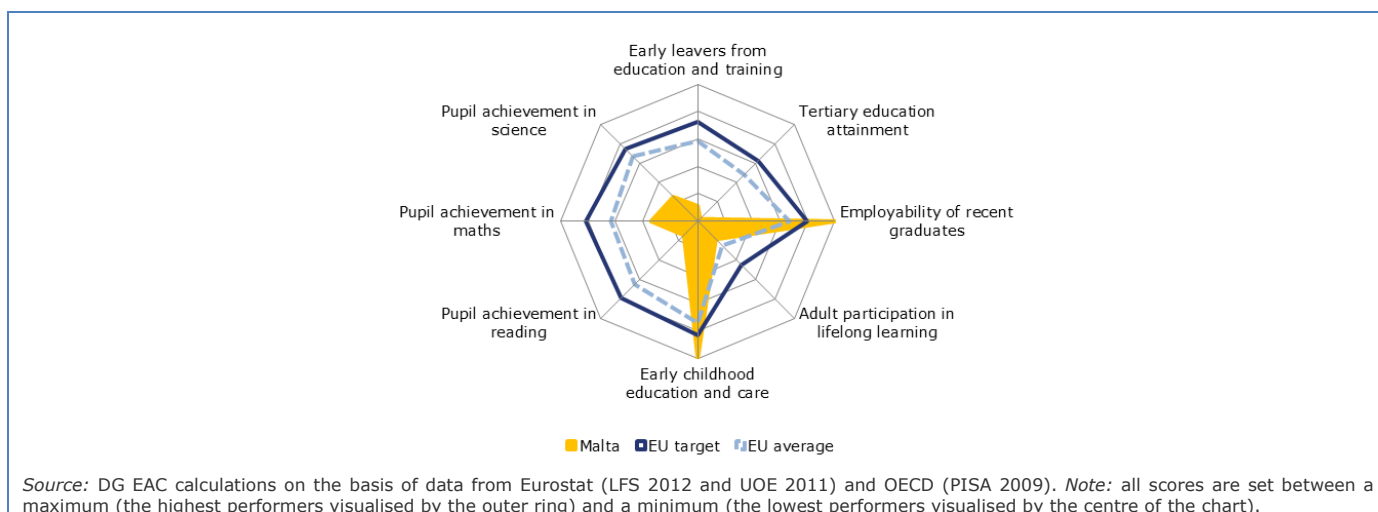 Early leavers from
education and training
Pupil achievement in
science
Tertiary education
attainment
Pupil achievement in
maths
Employability of recent
graduates
Pupil achievement in
reading
Adult participation in
lifelong learning
Early childhood
education and care
Malta EU target EU average
Source: DG EAC calculations on the basis of data from Eurostat (LFS 2012 and UOE 2011) and OECD (PISA 2009). Note: all scores are set between a
maximum (the highest performers visualised by the outer ring) and a minimum (the lowest performers visualised by the centre of the chart).